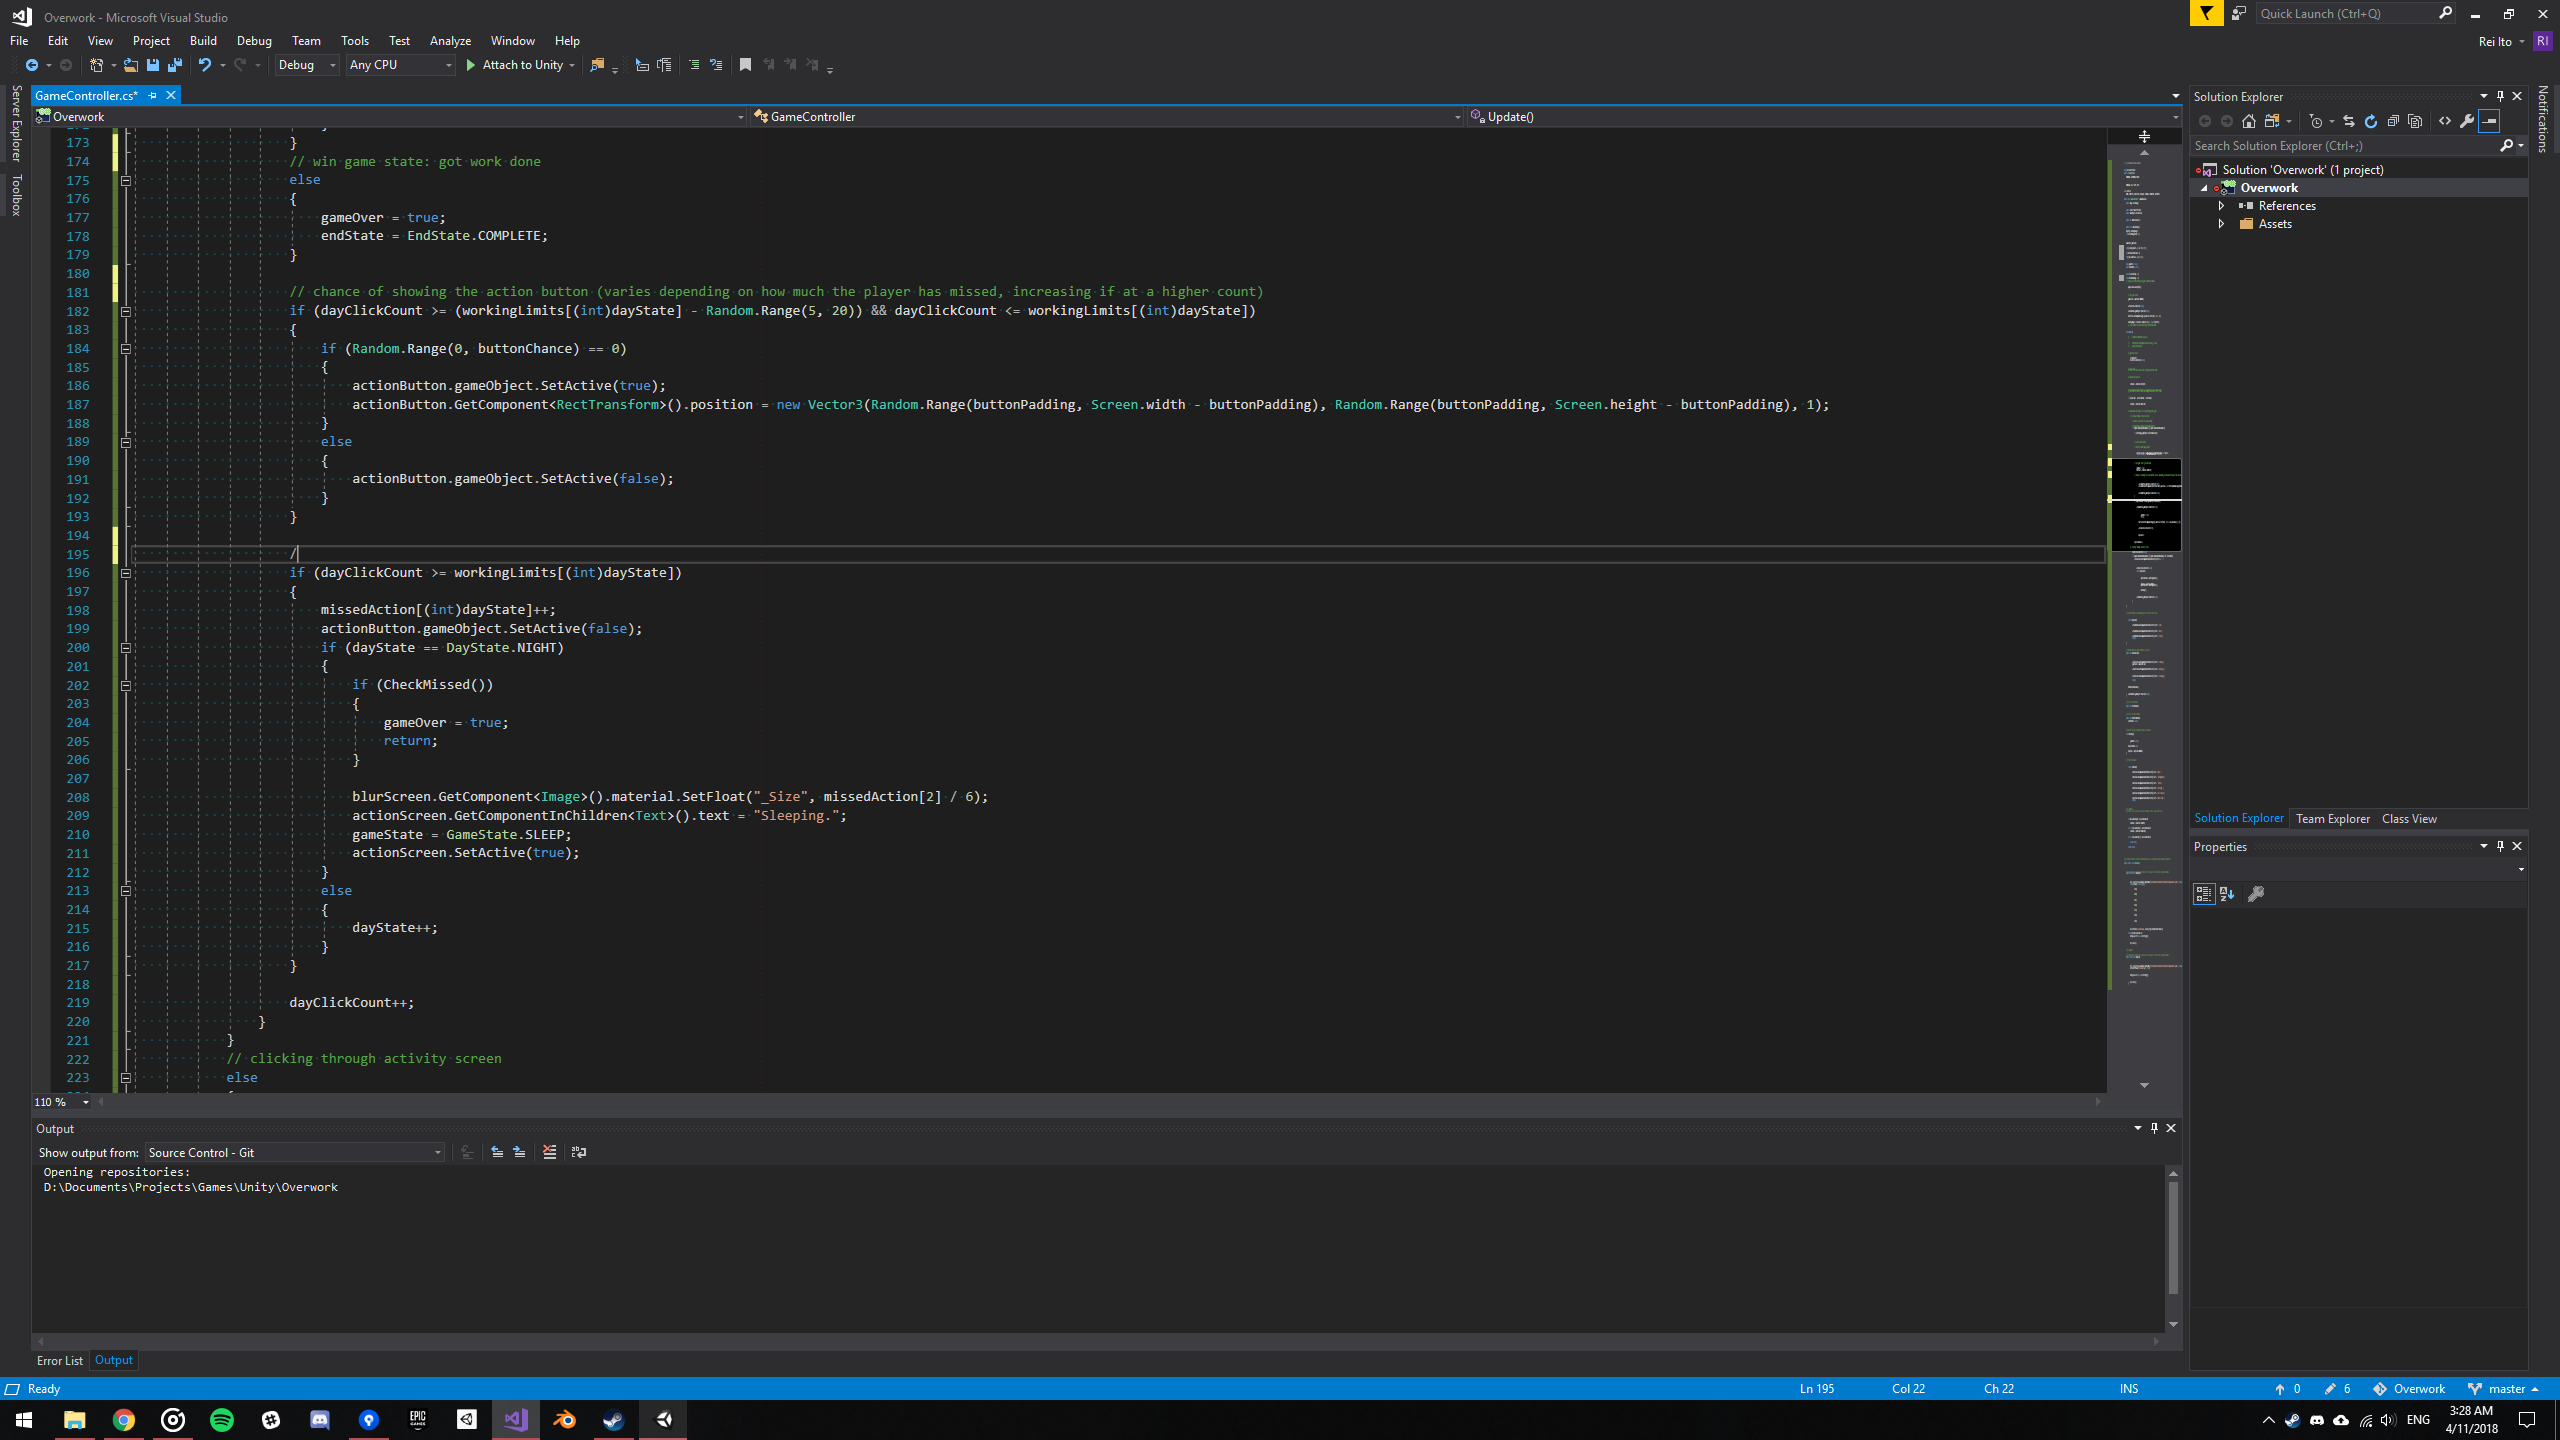 Overwork - Microsoft Visual Studio
Quick Launch (Ctrl+Q)
File Edit View Project Build Debug Team Tools Test Analyze Window Help
Rei Ito RI
Debug Any CPU Attach to Unity
Server Explorer
Toolbox
Notifications
GameController.cs*
Overwork GameController Update()
173 }
174 // win game state: got work done
175 else
176 {
177 gameOver = true;
178 endState = EndState.COMPLETE;
179 }
180
181 // chance of showing the action button (varies depending on how much the player has missed, increasing if at a higher count)
182 if (dayClickCount >= (workingLimits[(int)dayState] - Random.Range(5, 20)) && dayClickCount <= workingLimits[(int)dayState])
183 {
184 if (Random.Range(0, buttonChance) == 0)
185 {
186 actionButton.gameObject.SetActive(true);
187 actionButton.GetComponent<RectTransform>().position = new Vector3(Random.Range(buttonPadding, Screen.width - buttonPadding), Random.Range(buttonPadding, Screen.height - buttonPadding), 1);
188 }
189 else
190 {
191 actionButton.gameObject.SetActive(false);
192 }
193 }
194
195 /
196 if (dayClickCount >= workingLimits[(int)dayState])
197 {
198 missedAction[(int)dayState]++;
199 actionButton.gameObject.SetActive(false);
200 if (dayState == DayState.NIGHT)
201 {
202 if (CheckMissed())
203 {
204 gameOver = true;
205 return;
206 }
207
208 blurScreen.GetComponent<Image>().material.SetFloat("_Size", missedAction[2] / 6);
209 actionScreen.GetComponentInChildren<Text>().text = "Sleeping.";
210 gameState = GameState.SLEEP;
211 actionScreen.SetActive(true);
212 }
213 else
214 {
215 dayState++;
216 }
217 }
218
219 dayClickCount++;
220 }
221 }
222 // clicking through activity screen
223 else
110 %
Solution Explorer
Search Solution Explorer (Ctrl+;)
Solution 'Overwork' (1 project)
Overwork
References
Assets
Solution Explorer Team Explorer Class View
Properties
Output
Show output from: Source Control - Git
Opening repositories:
D:\Documents\Projects\Games\Unity\Overwork
Error List Output
Ready Ln 195 Col 22 Ch 22 INS 0 6 Overwork master
EPIC GAMES
ENG 3:28 AM
4/11/2018